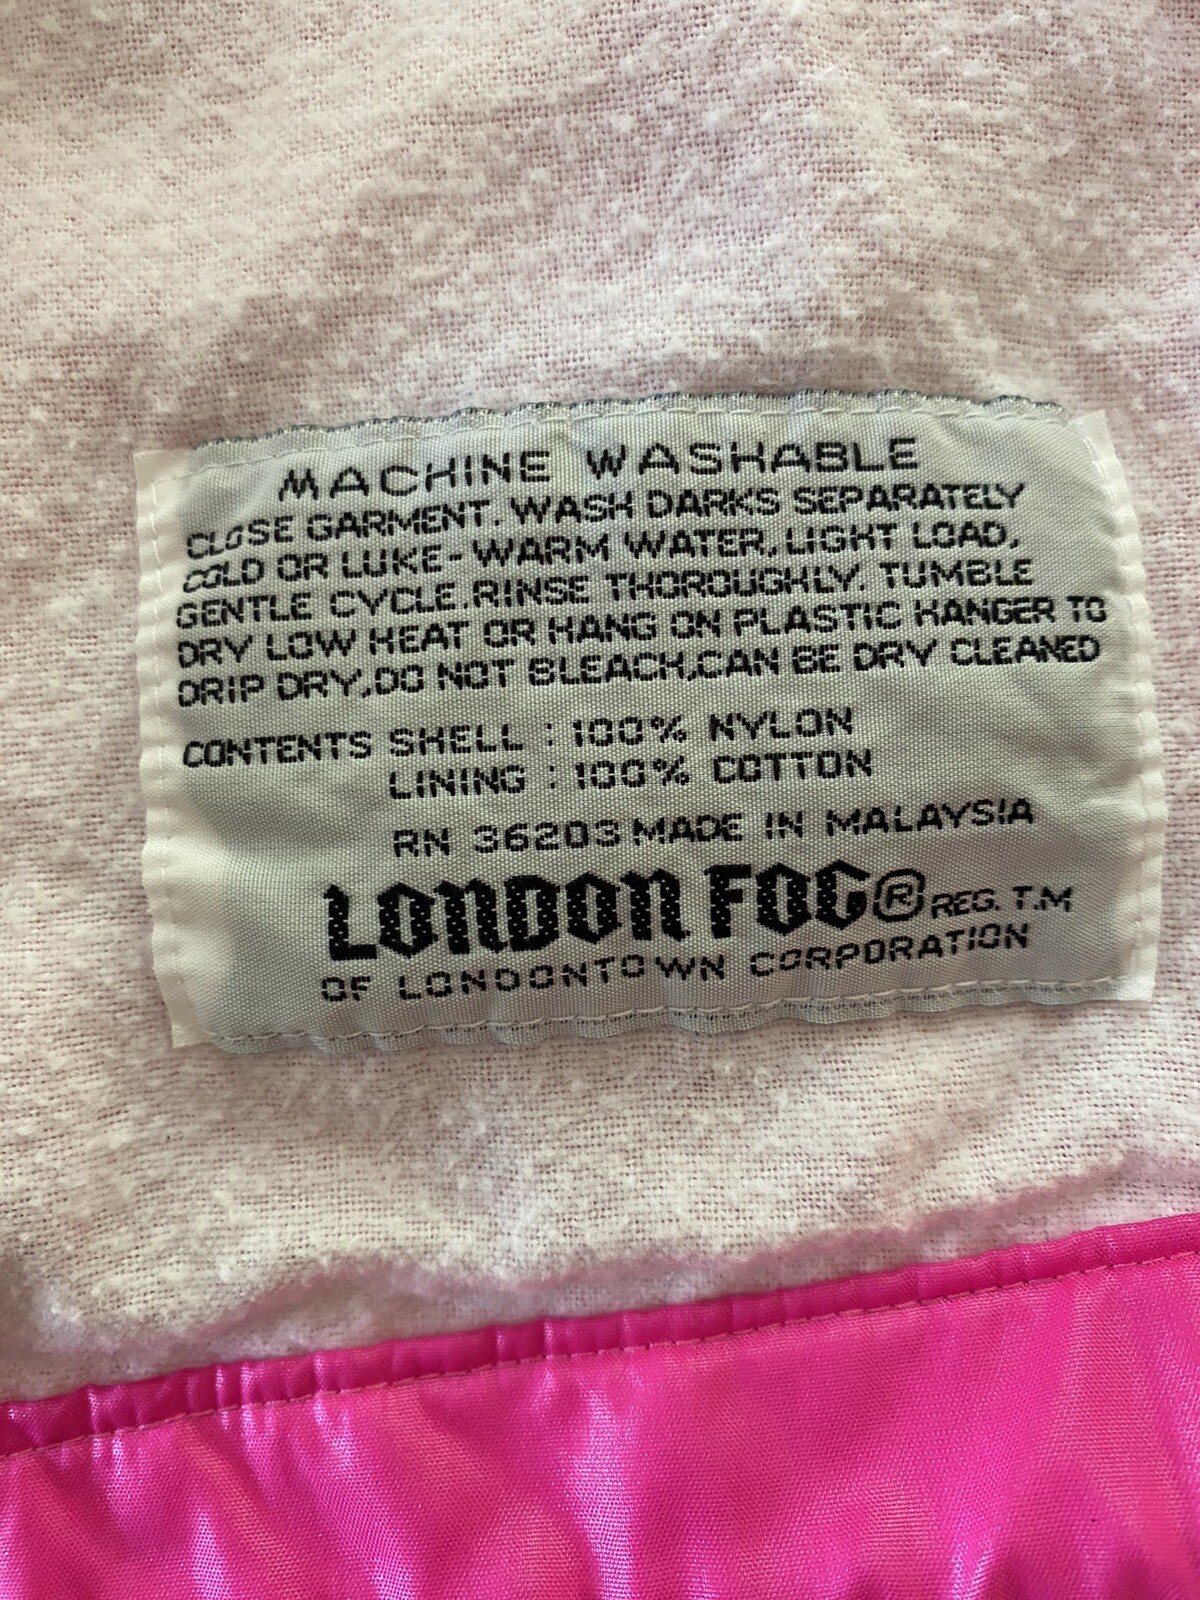 MACHINE WASHABLE
CLOSE GARMENT. WASH DARKS SEPARATELY
COLD OR LUKE-WARM WATER, LIGHT LOAD,
GENTLE CYCLE. RINSE THOROUGHLY. TUMBLE
DRY LOW HEAT OR HANG ON PLASTIC HANGER TO
DRIP DRY, DO NOT BLEACH, CAN BE DRY CLEANED
CONTENTS SHELL : 100% NYLON
LINING : 100% COTTON
RN 36203 MADE IN MALAYSIA
LONDON FOG® REG. T.M
OF LONDONTOWN CORPORATION